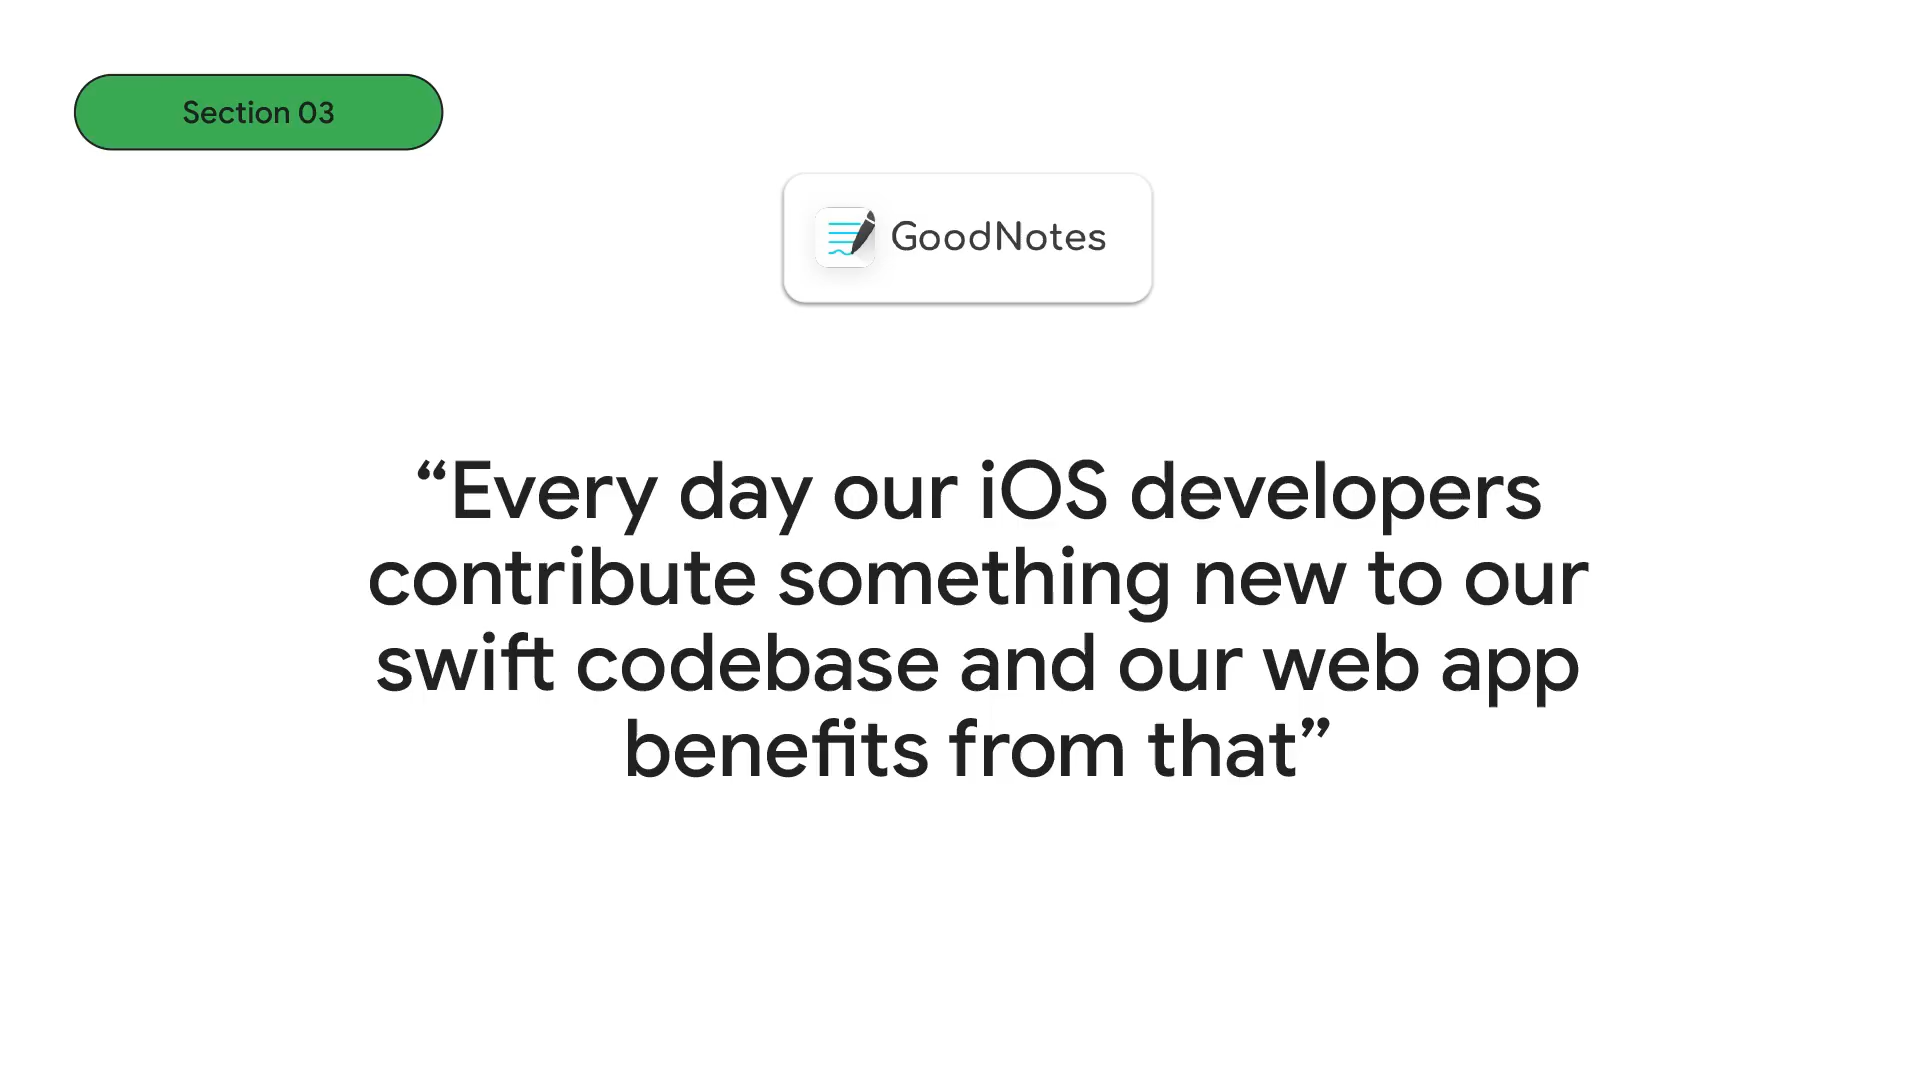 Section 03
GoodNotes
“Every day our iOS developers
contribute something new to our
swift codebase and our web app
benefits from that”